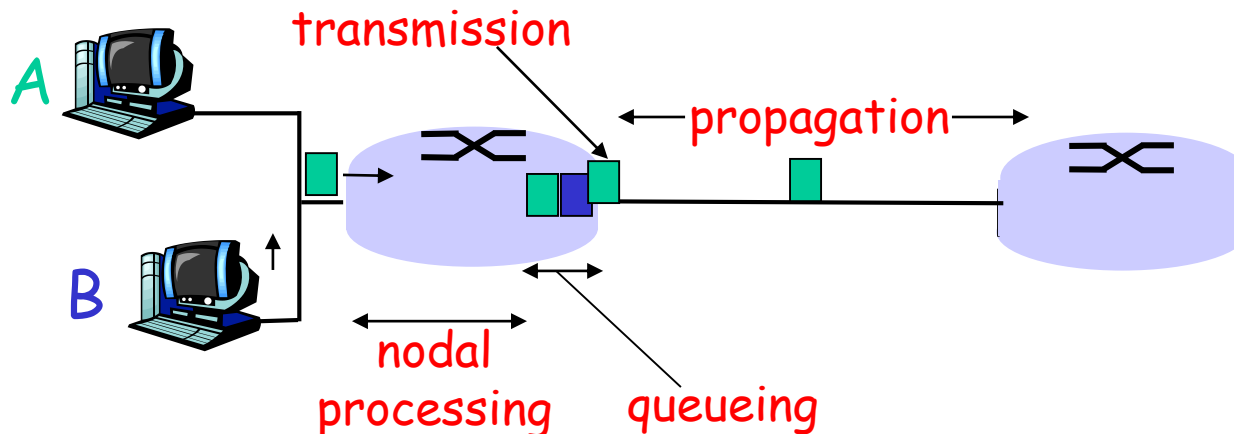 transmission
A
propagation
B
nodal
processing
queueing